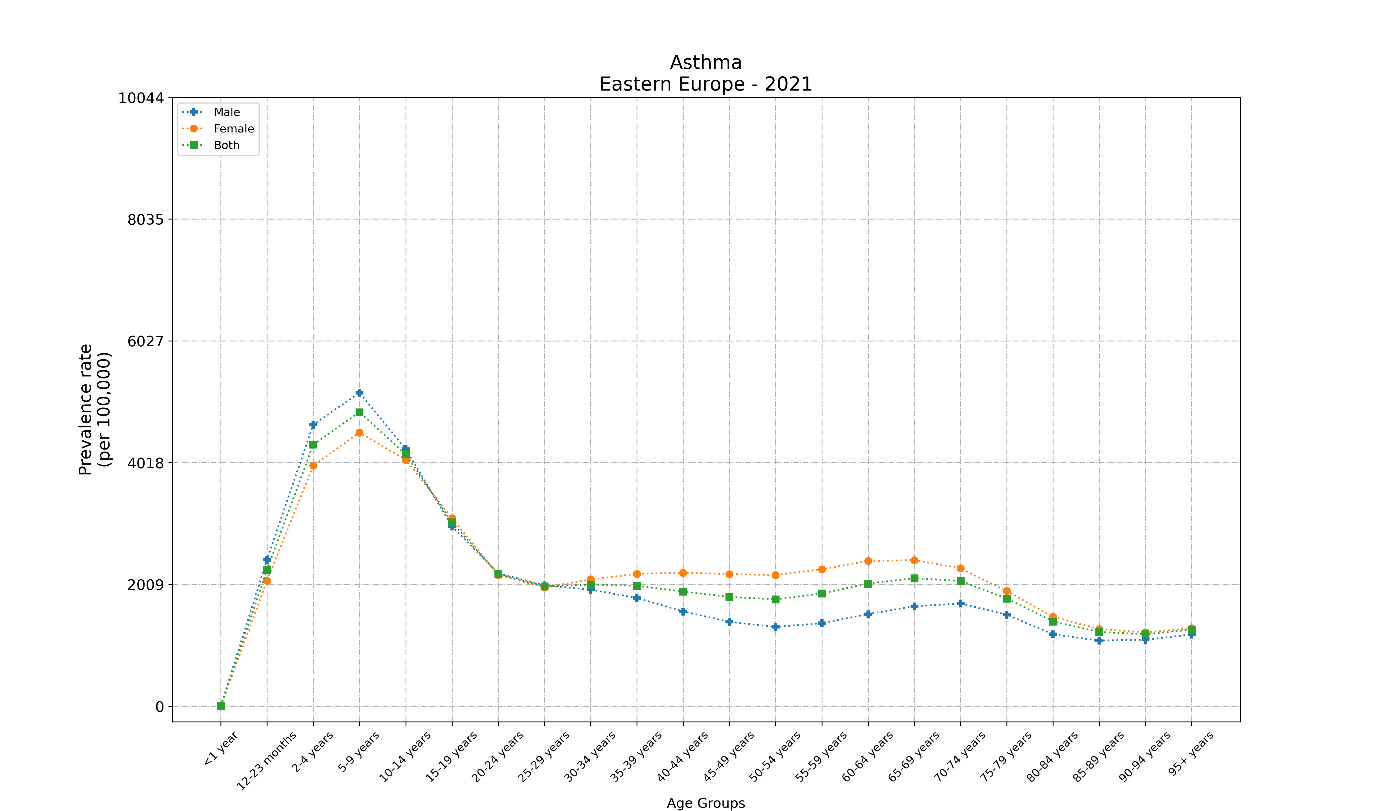 Asthma
Eastern Europe - 2021
10044
8035
6027
4018
2009
0
Prevalence rate
(per 100,000)
Male
Female
Both
<1 year
12-23 months
2-4 years
5-9 years
10-14 years
15-19 years
20-24 years
25-29 years
30-34 years
35-39 years
40-44 years
45-49 years
50-54 years
55-59 years
60-64 years
65-69 years
70-74 years
75-79 years
80-84 years
85-89 years
90-94 years
95+ years
Age Groups